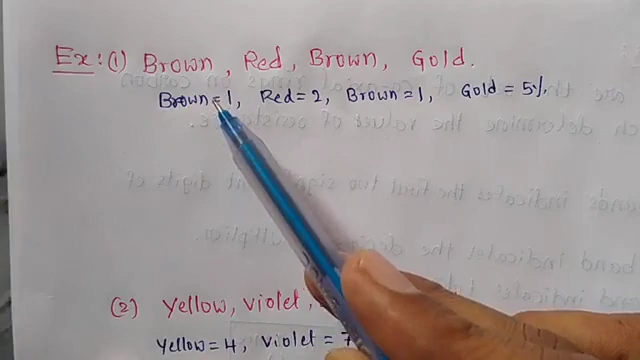 Ex: (1) Brown, Red, Brown, Gold.
Brown = 1, Red = 2, Brown = 1, Gold = 5%
(2) Yellow, Violet,
Yellow = 4, Violet = 7